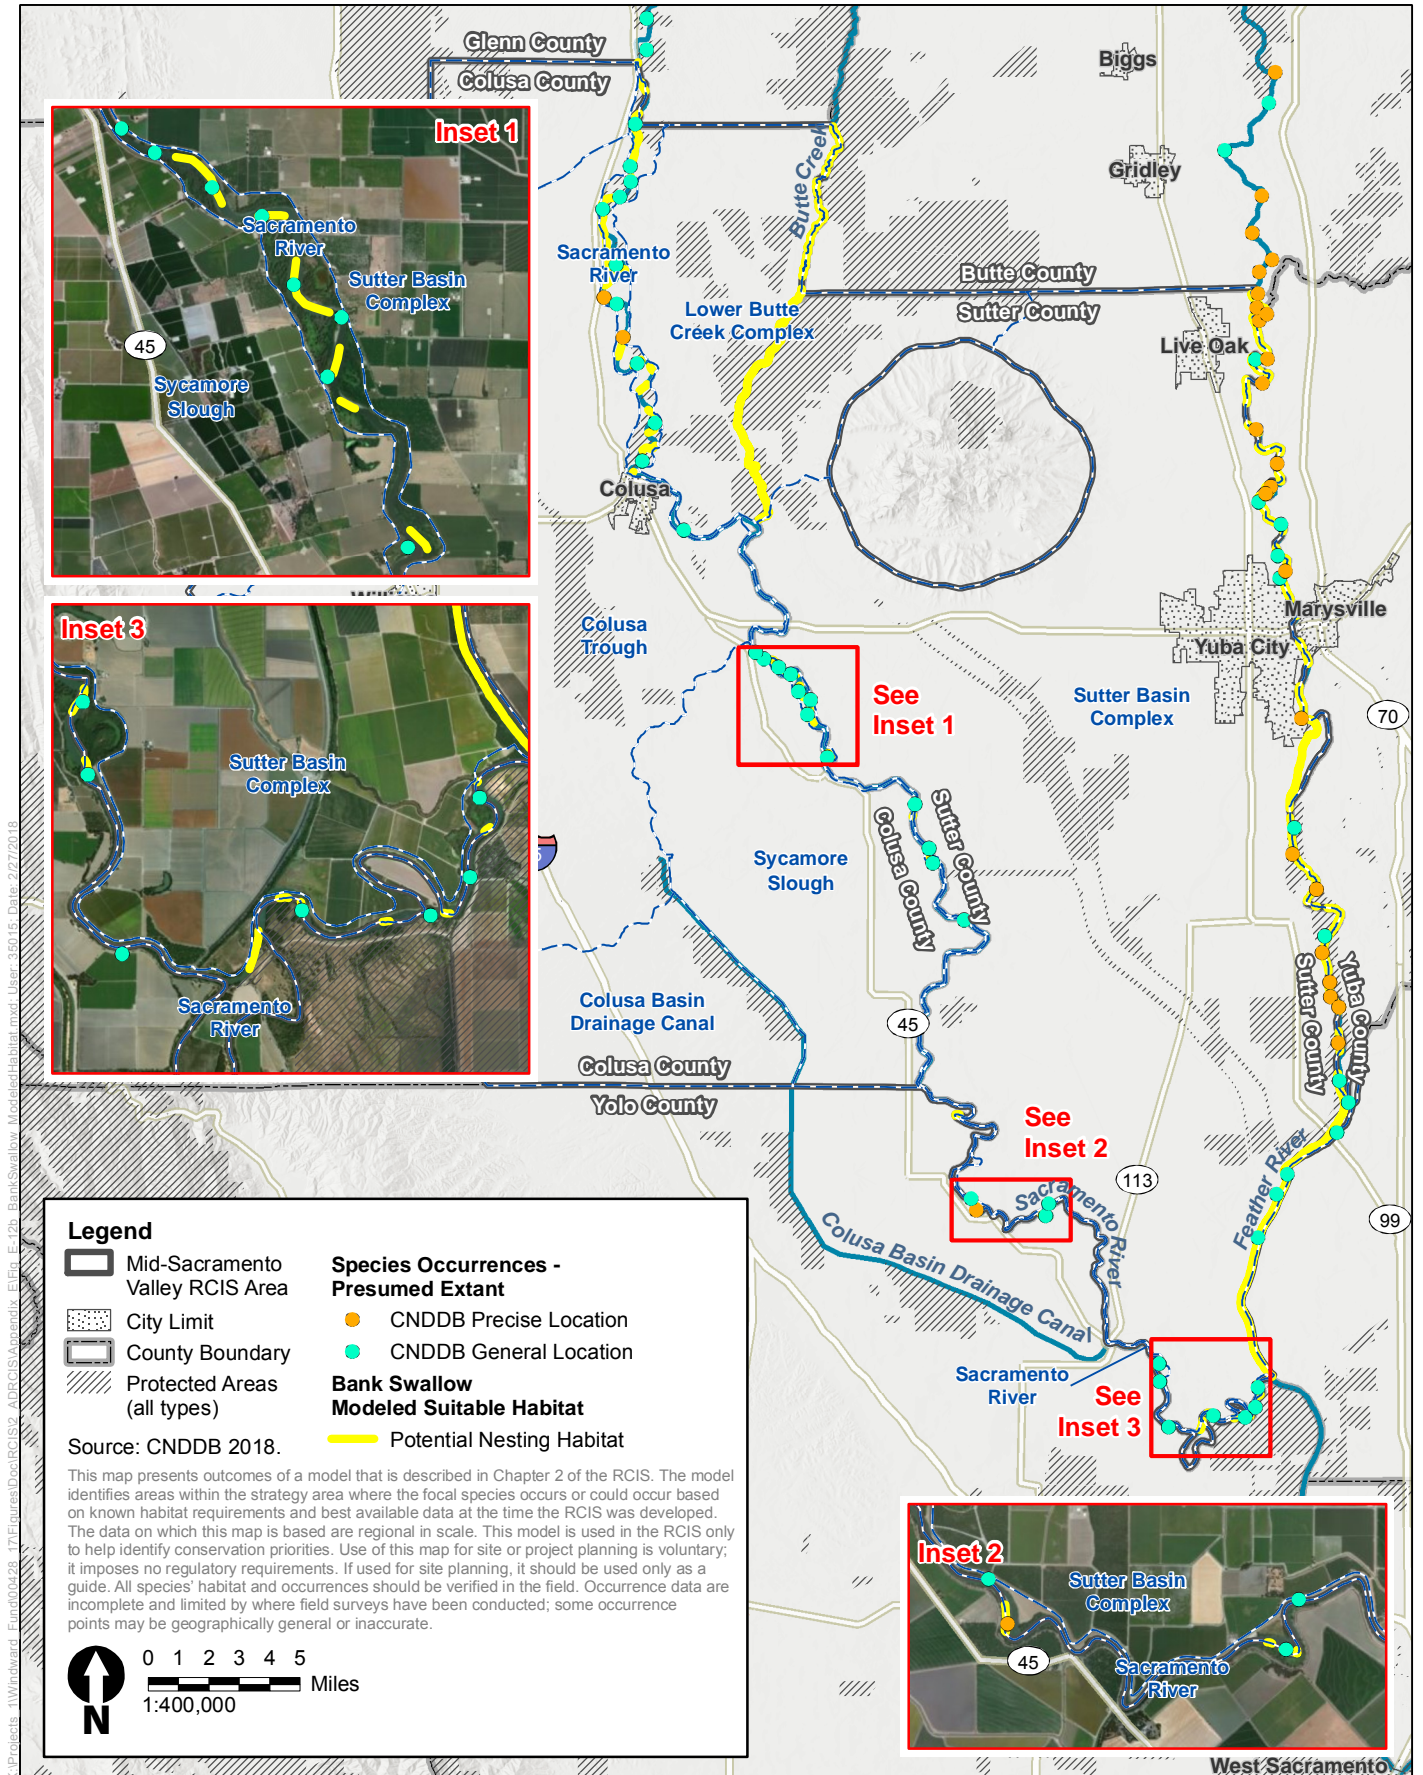 Glenn County
Colusa County
Biggs
Gridley
Butte Creek
Sacramento
River
Lower Butte
Creek Complex
Butte County
Sutter County
Live Oak
Colusa
Marysville
Yuba City
Colusa
Trough
See
Inset 1
Sutter Basin
Complex
70
Sutter County
Colusa County
Sycamore
Slough
Colusa Basin
Drainage Canal
45
Yuba County
Sutter County
Colusa County
Yolo County
See
Inset 2
Sacramento River
113
Feather River
99
Colusa Basin Drainage Canal
Sacramento
River
See
Inset 3
West Sacramento
Inset 1
Sacramento
River
Sutter Basin
Complex
45
Sycamore
Slough
Inset 3
Sutter Basin
Complex
Sacramento
River
Inset 2
Sutter Basin
Complex
45
Sacramento
River
Legend
Mid-Sacramento
Valley RCIS Area
City Limit
County Boundary
Protected Areas
(all types)
Species Occurrences -
Presumed Extant
CNDDB Precise Location
CNDDB General Location
Bank Swallow
Modeled Suitable Habitat
Potential Nesting Habitat
Source: CNDDB 2018.
This map presents outcomes of a model that is described in Chapter 2 of the RCIS. The model
identifies areas within the strategy area where the focal species occurs or could occur based
on known habitat requirements and best available data at the time the RCIS was developed.
The data on which this map is based are regional in scale. This model is used in the RCIS only
to help identify conservation priorities. Use of this map for site or project planning is voluntary;
it imposes no regulatory requirements. If used for site planning, it should be used only as a
guide. All species' habitat and occurrences should be verified in the field. Occurrence data are
incomplete and limited by where field surveys have been conducted; some occurrence
points may be geographically general or inaccurate.
N
0 1 2 3 4 5
Miles
1:400,000